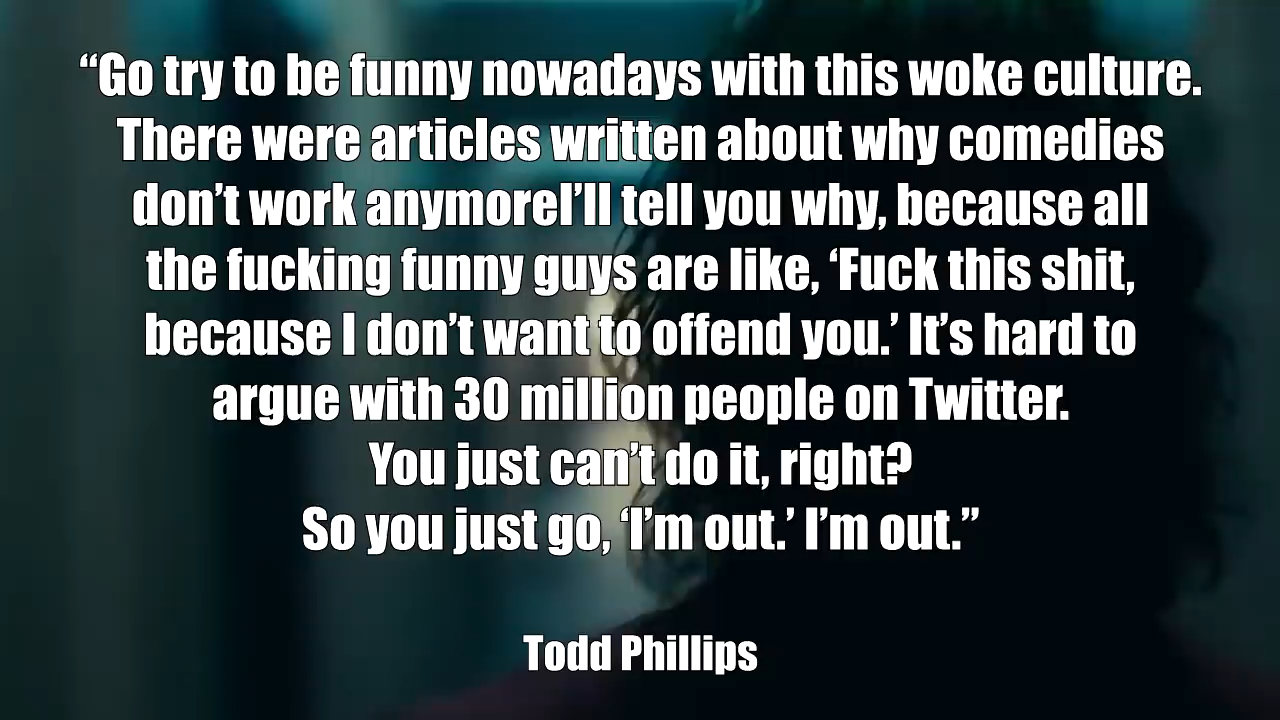 “Go try to be funny nowadays with this woke culture.
There were articles written about why comedies
don’t work anymoreI’ll tell you why, because all
the fucking funny guys are like, ‘Fuck this shit,
because I don’t want to offend you.’ It’s hard to
argue with 30 million people on Twitter.
You just can’t do it, right?
So you just go, ‘I’m out.’ I’m out.”
Todd Phillips